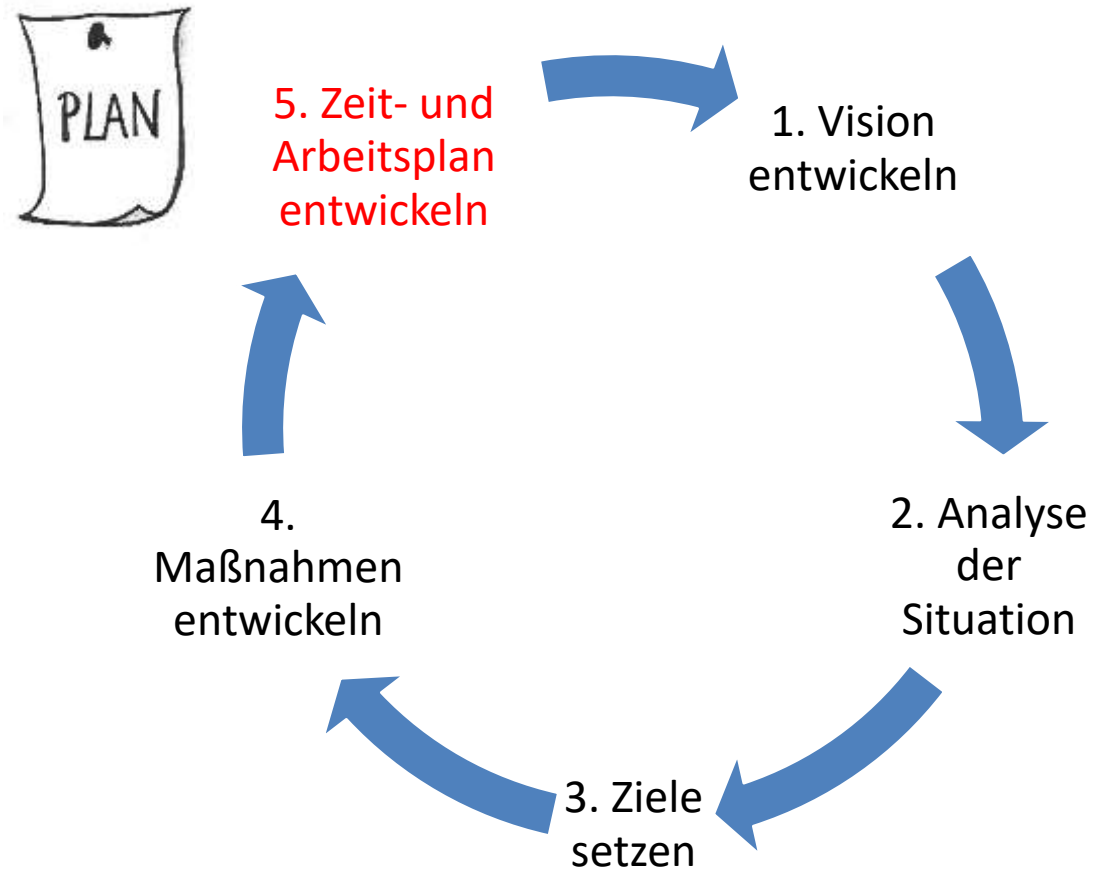 PLAN
5. Zeit- und
Arbeitsplan
entwickeln
1. Vision
entwickeln
2. Analyse
der
Situation
3. Ziele
setzen
4.
Maßnahmen
entwickeln